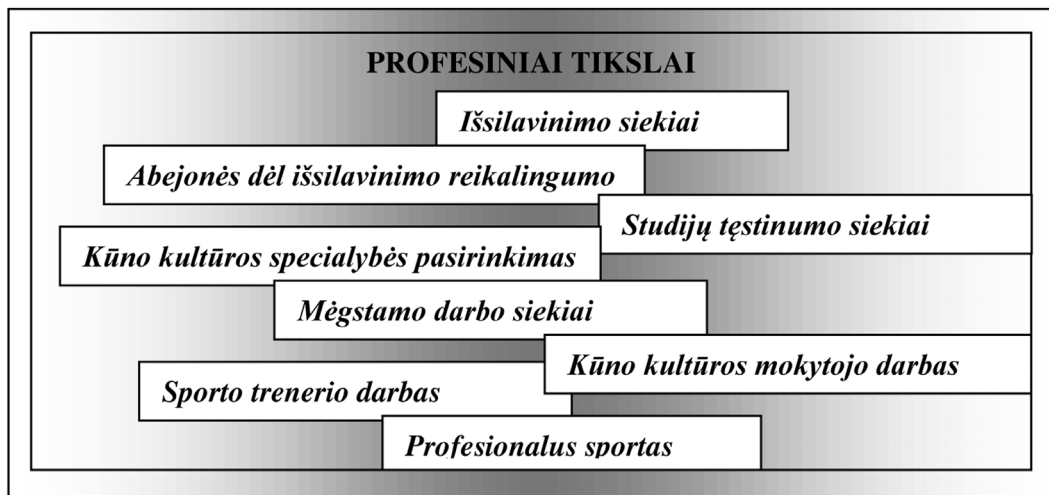 PROFESINIAI TIKSLAI
Išsilavinimo siekiai
Abejonės dėl išsilavinimo reikalingumo
Studijų tęstinumo siekiai
Kūno kultūros specialybės pasirinkimas
Mėgstamo darbo siekiai
Kūno kultūros mokytojo darbas
Sporto trenerio darbas
Profesionalus sportas